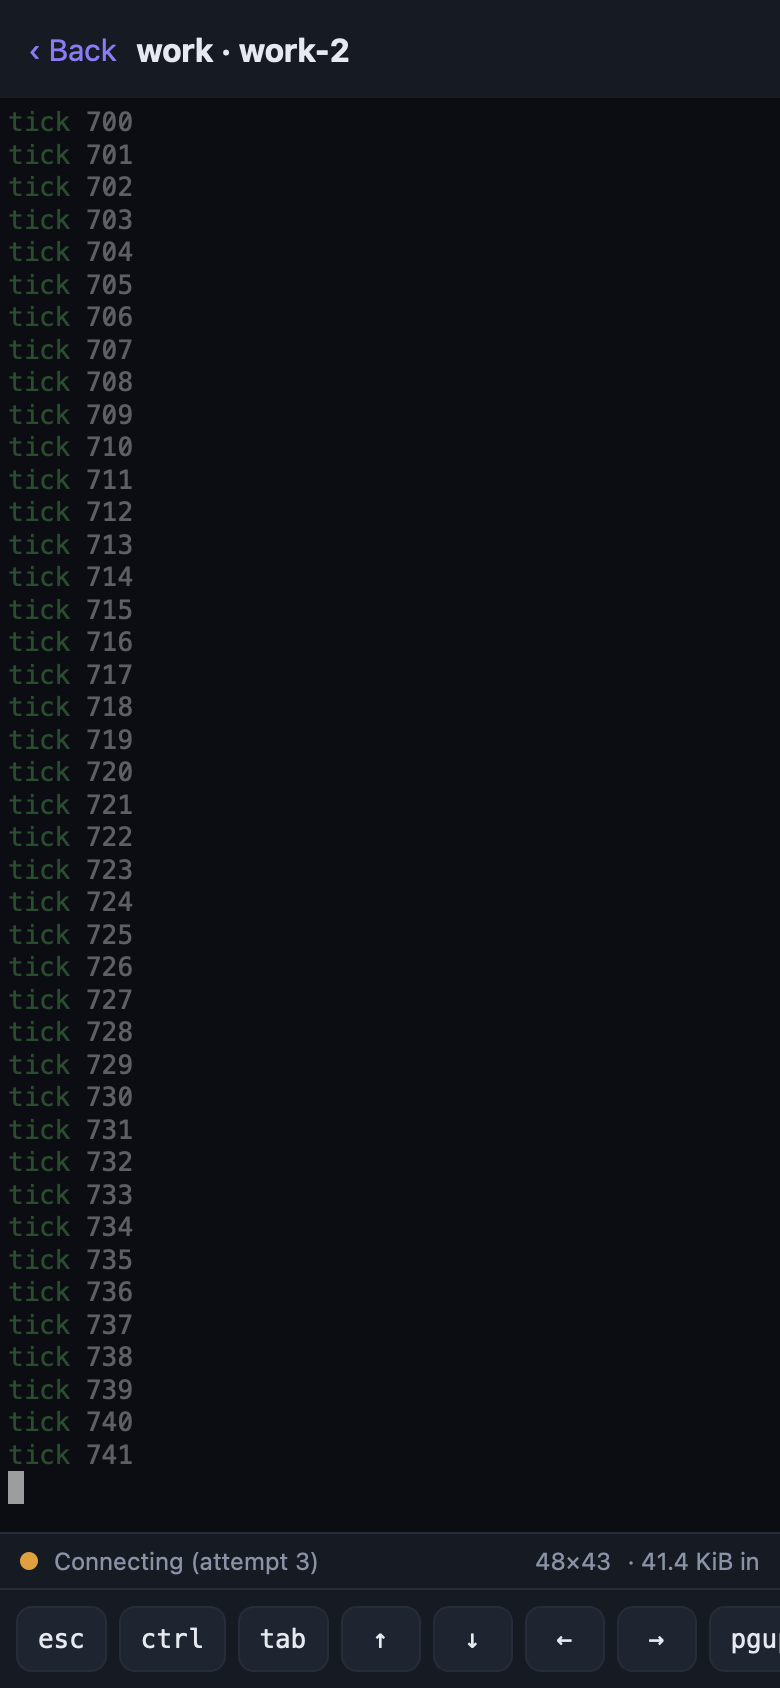 ‹ Back work · work-2
tick 700
tick 701
tick 702
tick 703
tick 704
tick 705
tick 706
tick 707
tick 708
tick 709
tick 710
tick 711
tick 712
tick 713
tick 714
tick 715
tick 716
tick 717
tick 718
tick 719
tick 720
tick 721
tick 722
tick 723
tick 724
tick 725
tick 726
tick 727
tick 728
tick 729
tick 730
tick 731
tick 732
tick 733
tick 734
tick 735
tick 736
tick 737
tick 738
tick 739
tick 740
tick 741
Connecting (attempt 3) 48×43 · 41.4 KiB in
esc ctrl tab ↑ ↓ ← →